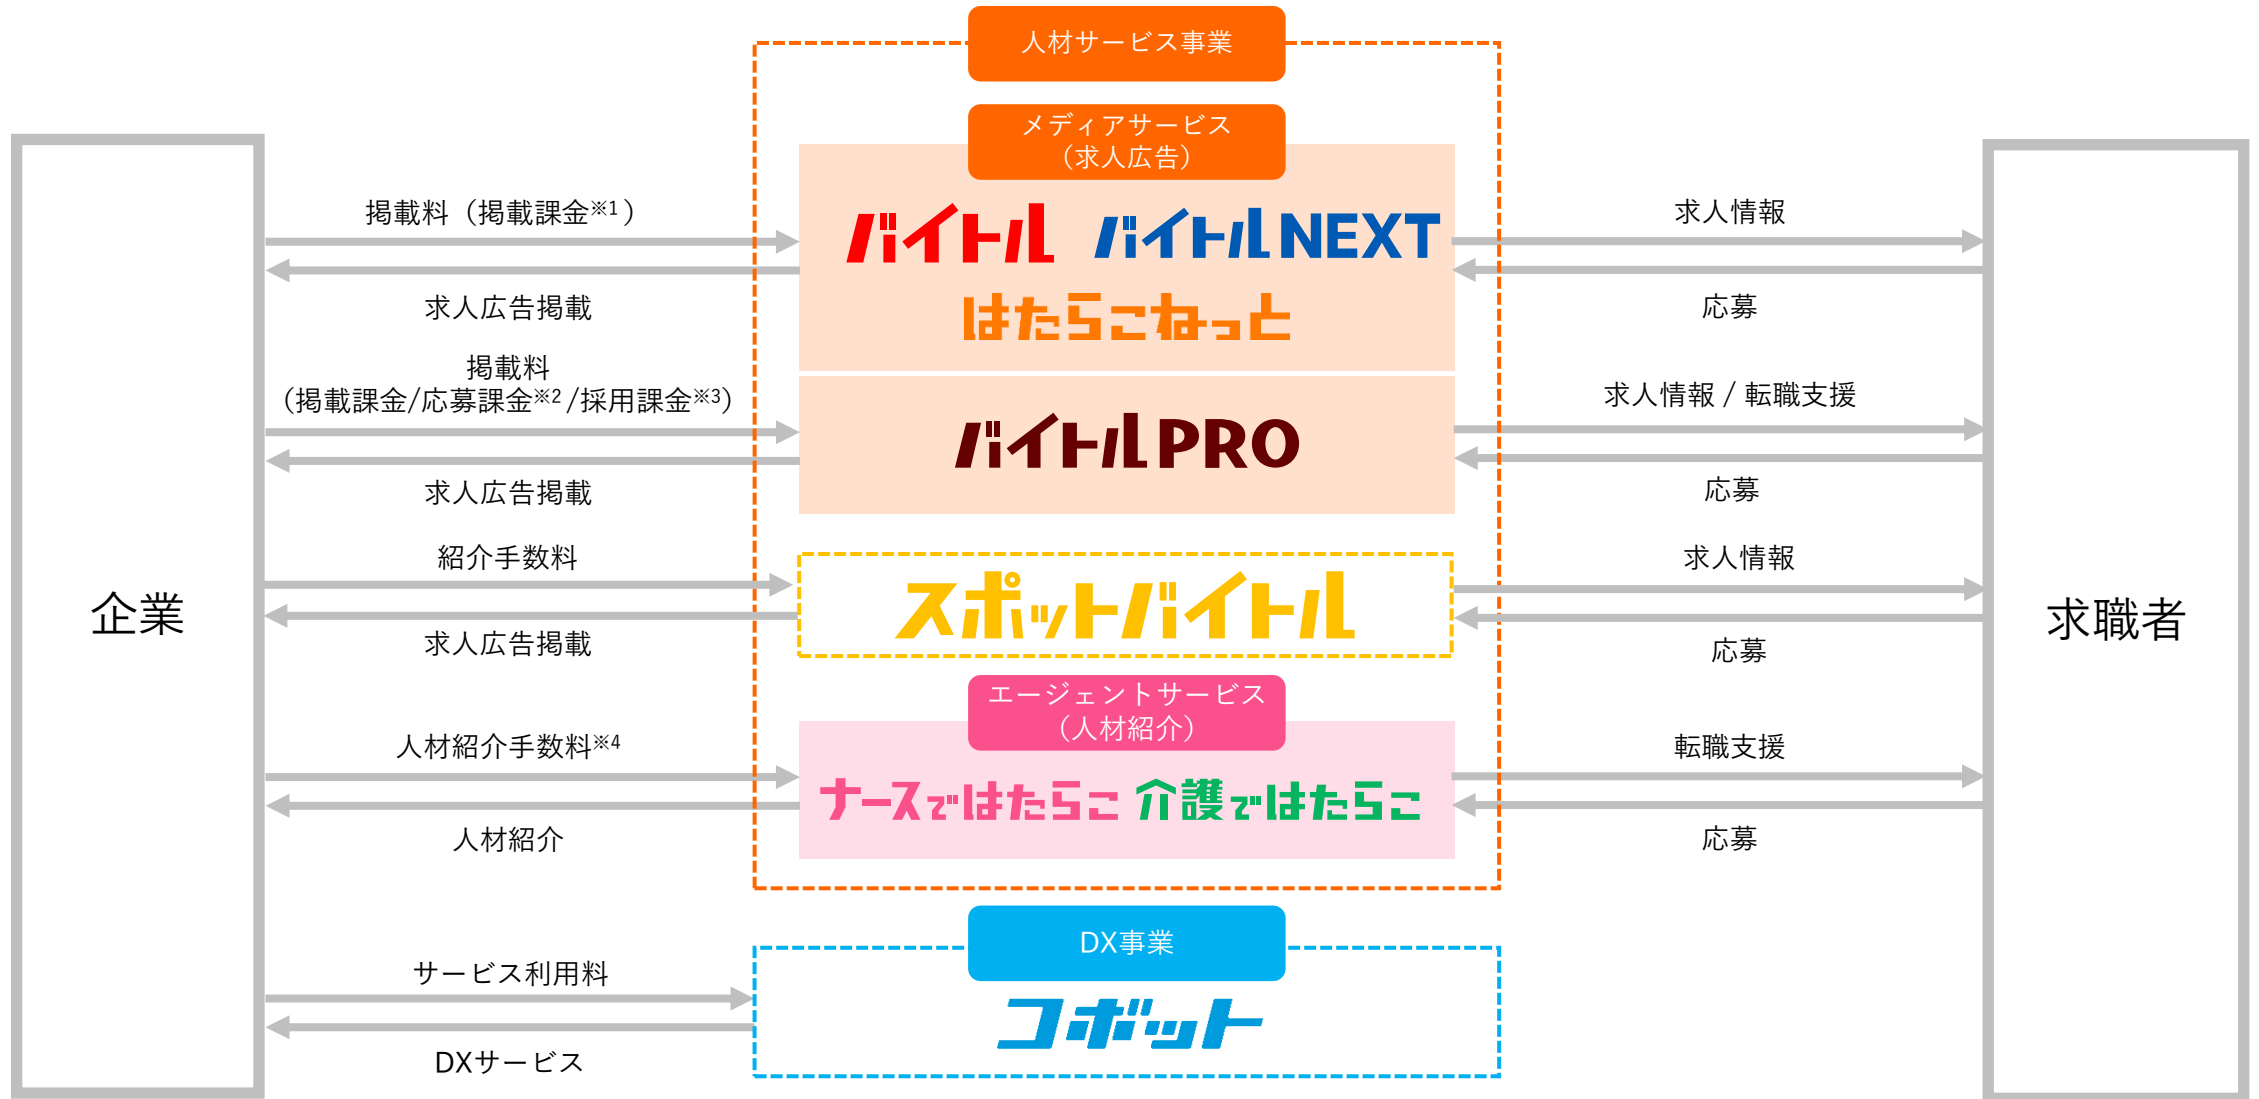 人材サービス事業
メディアサービス
（求人広告）
掲載料（掲載課金※1）
求人広告掲載
バイトル
バイトルNEXT
はたらこねっと
求人情報
応募
掲載料
（掲載課金/応募課金※2/採用課金※3）
求人広告掲載
バイトルPRO
求人情報 / 転職支援
応募
紹介手数料
求人広告掲載
スポットバイトル
求人情報
応募
企業
求職者
エージェントサービス
（人材紹介）
人材紹介手数料※4
人材紹介
ナースではたらこ
介護ではたらこ
転職支援
応募
DX事業
サービス利用料
DXサービス
コボット